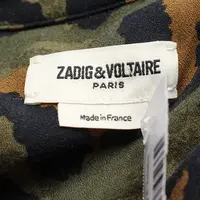 ZADIG & VOLTAIRE
PARIS
Made in France